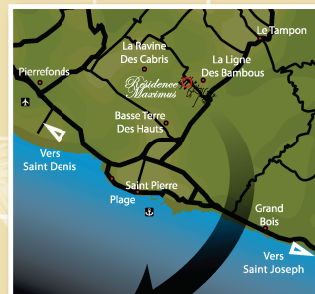 Le Tampon
La Ravine
Des Cabris
La Ligne
Des Bambous
Pierrefonds
Résidence
Maximus
Basse Terre
Des Hauts
Vers
Saint Denis
Saint Pierre
Plage
Grand
Bois
Vers
Saint Joseph